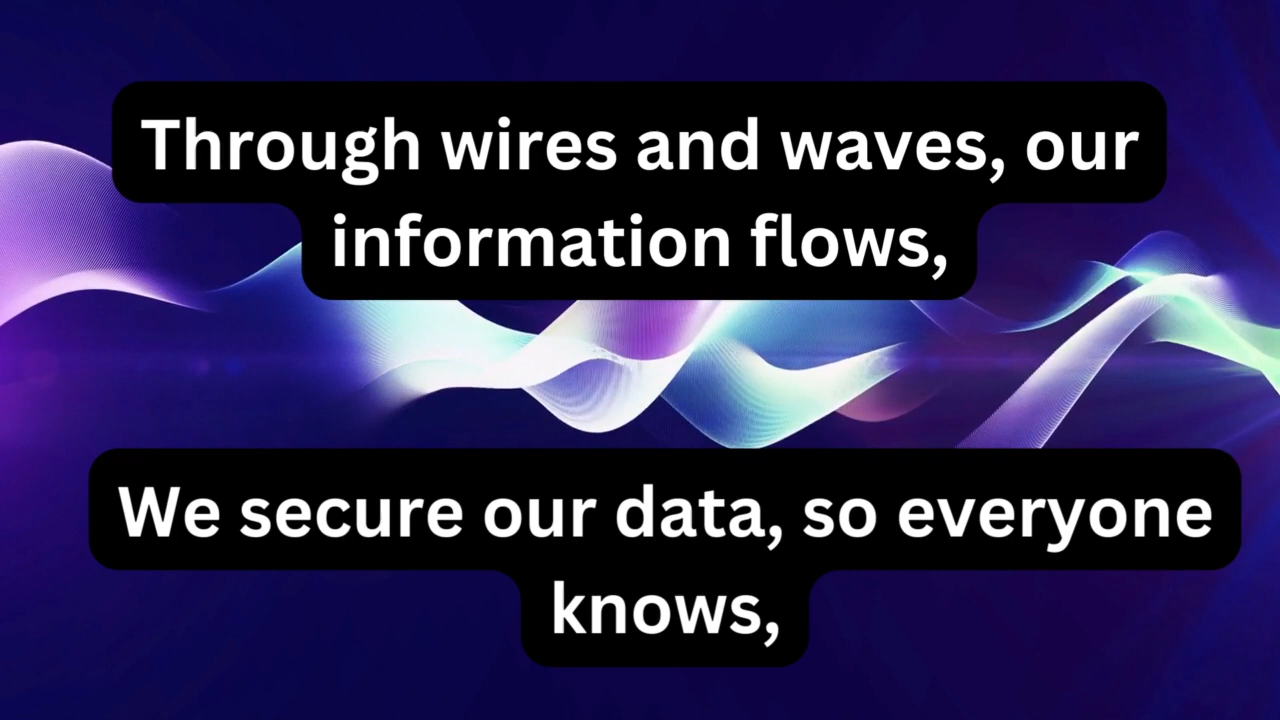 Through wires and waves, our
information flows,
We secure our data, so everyone
knows,